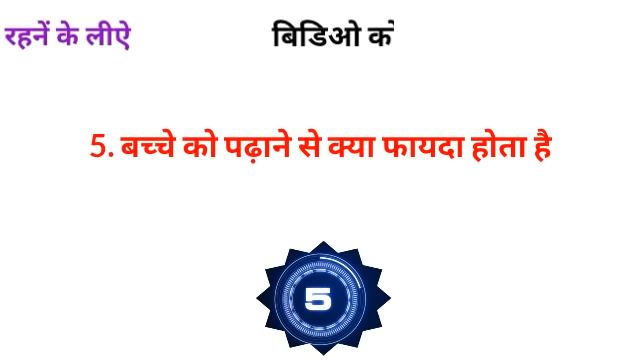 रहनें के लीऐ बिडिओ को
5. बच्चे को पढ़ाने से क्या फायदा होता है
5